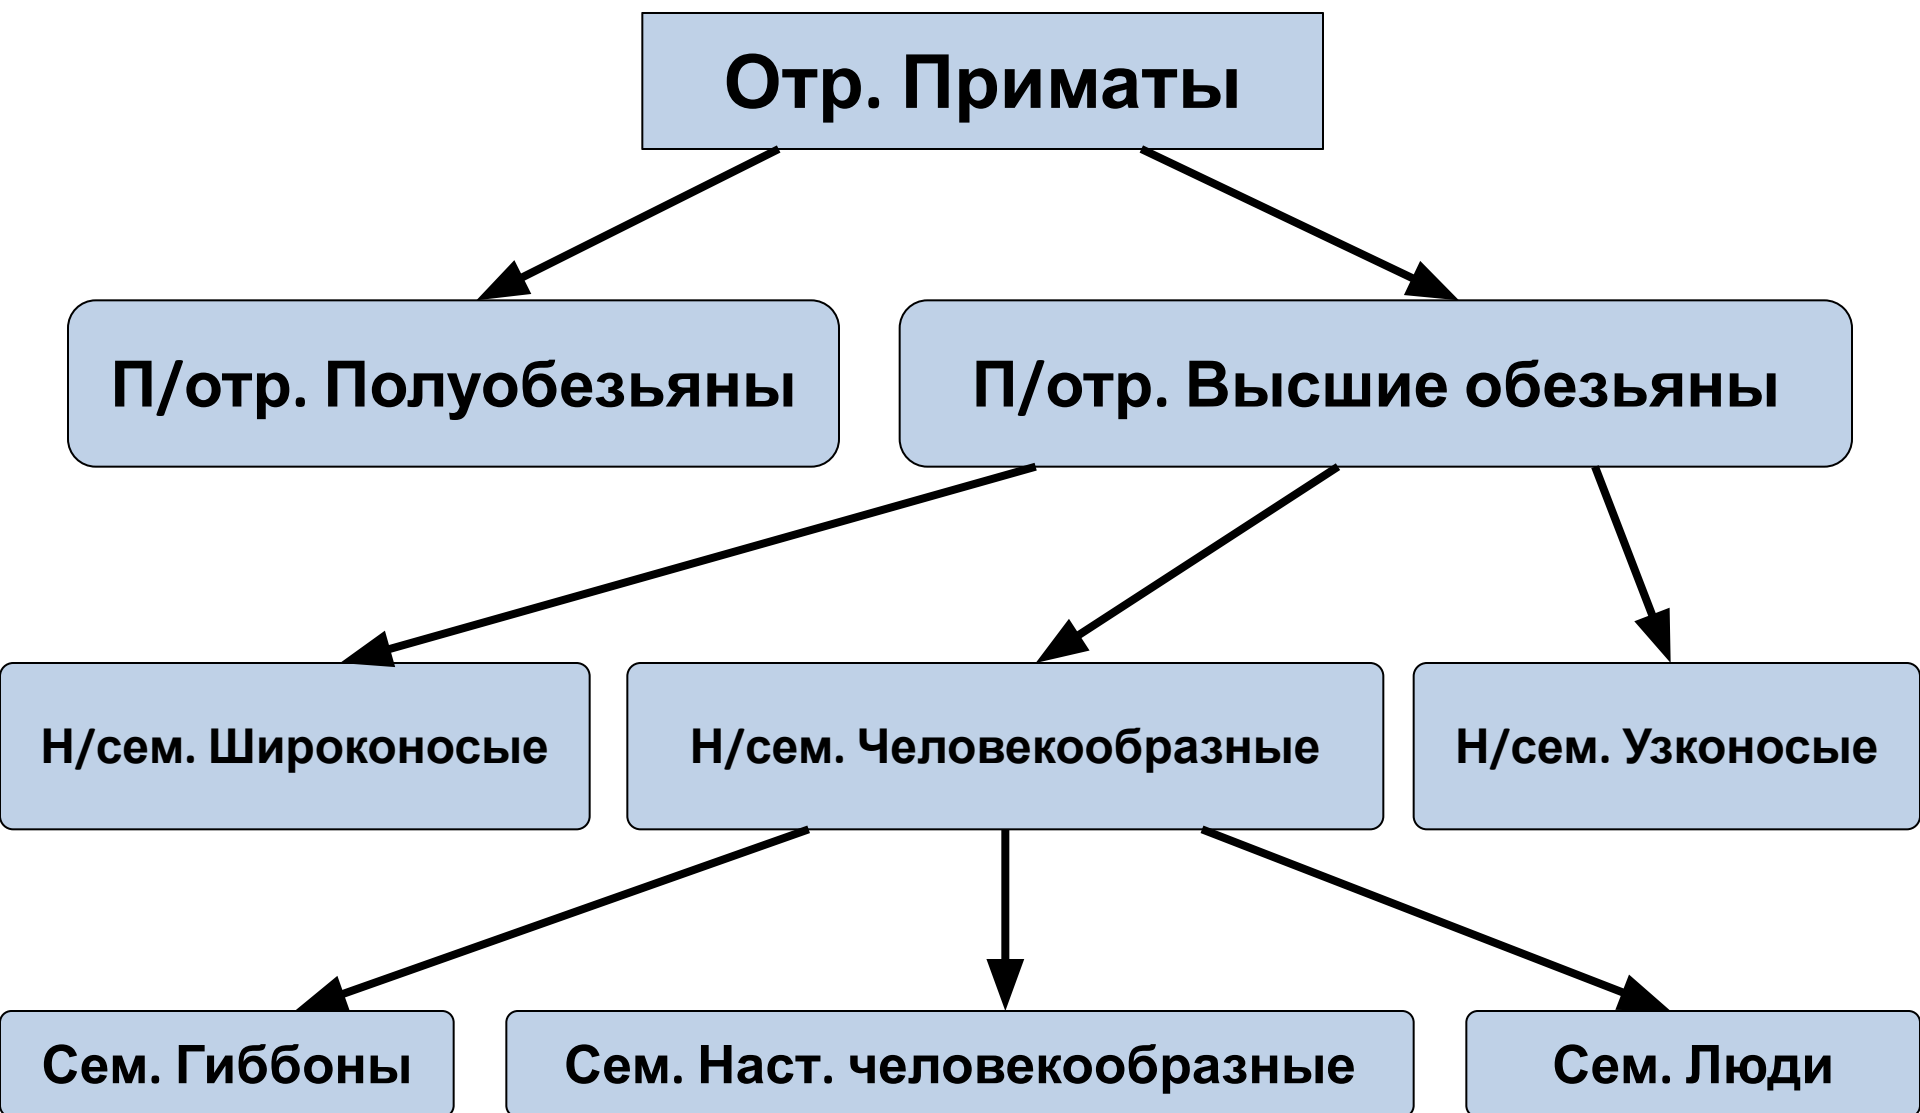 Отр. Приматы
П/отр. Полуобезьяны
П/отр. Высшие обезьяны
Н/сем. Широконосые
Н/сем. Человекообразные
Н/сем. Узконосые
Сем. Гиббоны
Сем. Наст. человекообразные
Сем. Люди